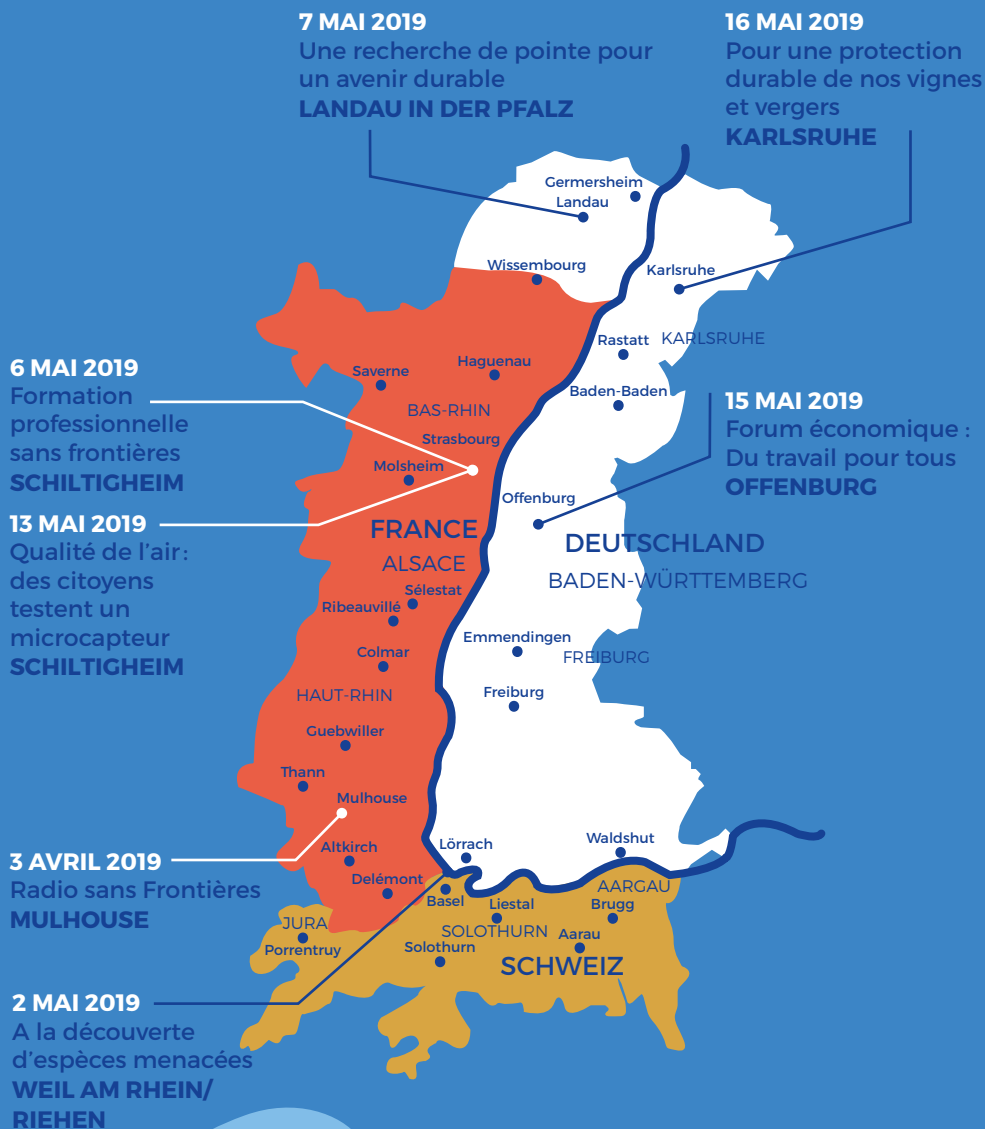 7 MAI 2019
Une recherche de pointe pour
un avenir durable
LANDAU IN DER PFALZ
16 MAI 2019
Pour une protection
durable de nos vignes
et vergers
KARLSRUHE
Germersheim
Landau
Wissembourg
Karlsruhe
Rastatt
KARLSRUHE
Baden-Baden
6 MAI 2019
Formation
professionnelle
sans frontières
SCHILTIGHEIM
Saverne
Haguenau
BAS-RHIN
Strasbourg
Molsheim
15 MAI 2019
Forum économique :
Du travail pour tous
OFFENBURG
Offenburg
13 MAI 2019
Qualité de l'air:
des citoyens
testent un
microcapteur
SCHILTIGHEIM
FRANCE
ALSACE
DEUTSCHLAND
BADEN-WÜRTTEMBERG
Sélestat
Ribeauvillé
Colmar
HAUT-RHIN
Emmendingen
FREIBURG
Freiburg
Guebwiller
Thann
Mulhouse
Altkirch
Delémont
Lörrach
Waldshut
3 AVRIL 2019
Radio sans Frontières
MULHOUSE
Basel
Liestal
AARGAU
Brugg
JURA
Porrentruy
SOLOTHURN
Aarau
Solothurn
SCHWEIZ
2 MAI 2019
A la découverte
d'espèces menacées
WEIL AM RHEIN/
RIEHEN